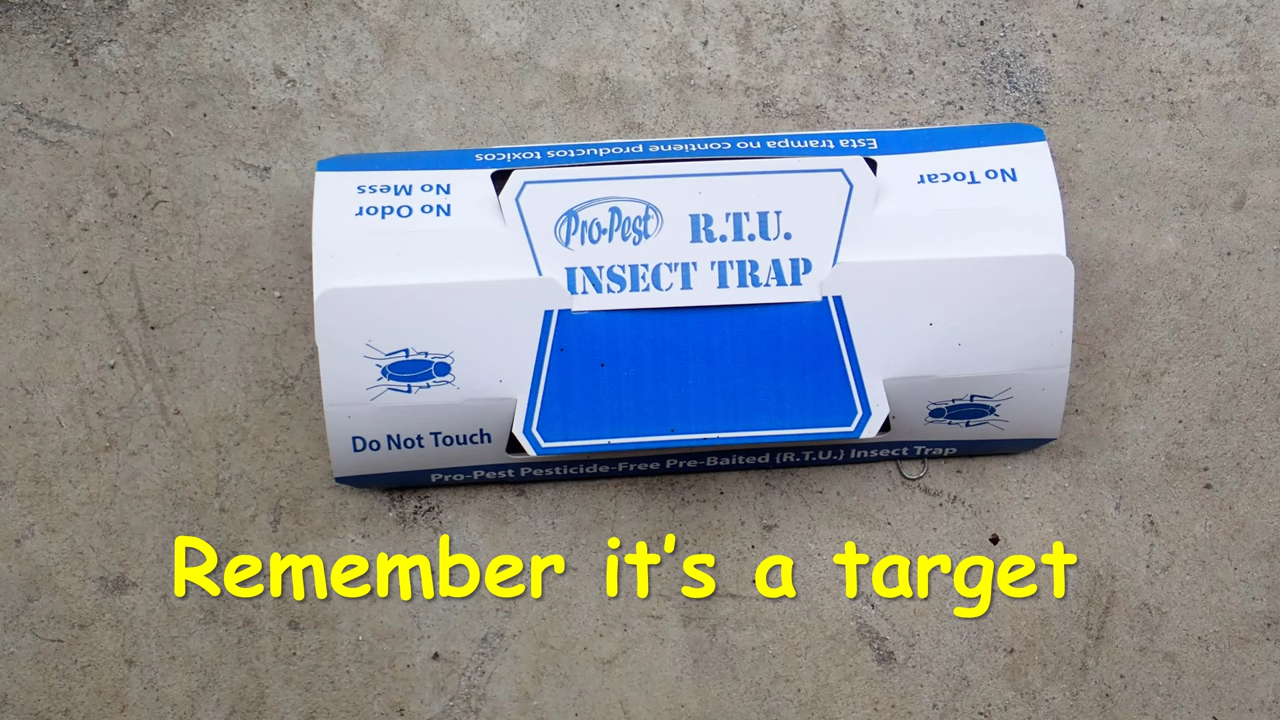 Esta trampa no contiene productos toxicos
No Mess
No Odor
No Tocar
Pro-Pest R.T.U.
INSECT TRAP
Do Not Touch
Pro-Pest Pesticide-Free Pre-Baited {R.T.U.} Insect Trap
Remember it's a target